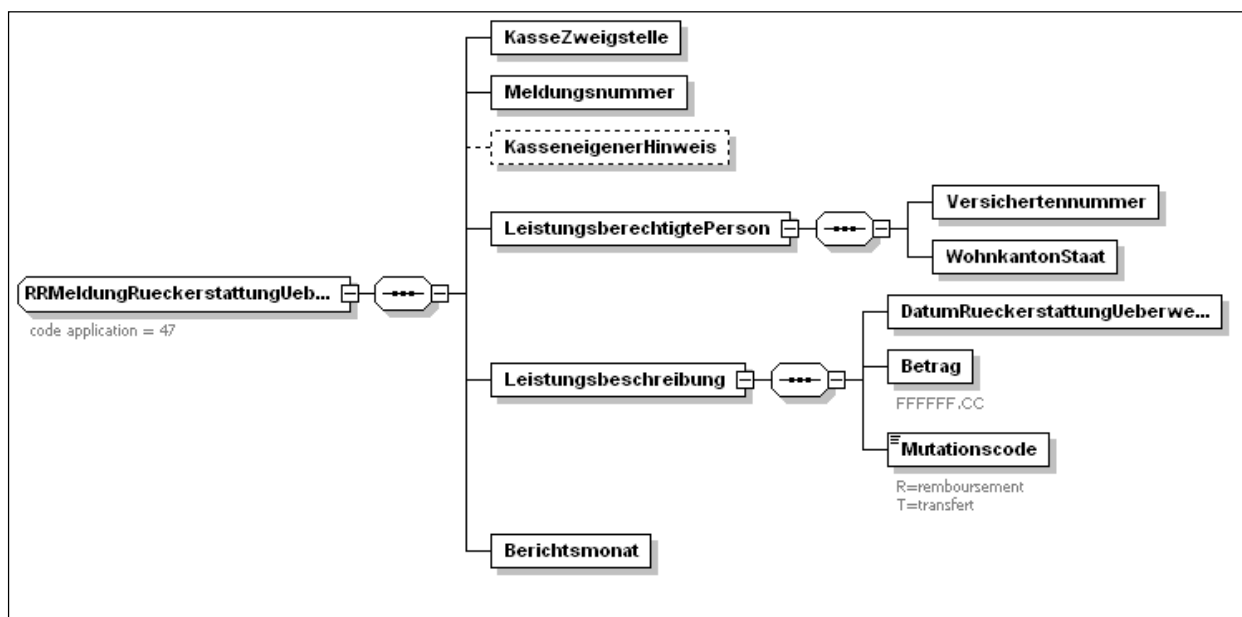 KasseZweigstelle
Meldungsnummer
KasseneigenerHinweis
Versichertennummer
LeistungsberechtigtePerson
WohnkantonStaat
RRMeldungRueckerstattungUeb...
code application = 47
DatumRueckerstattungUeberwe...
Leistungsbeschreibung
Betrag
FFFFFF.CC
Mutationscode
R=remboursement
T=transfert
Berichtsmonat